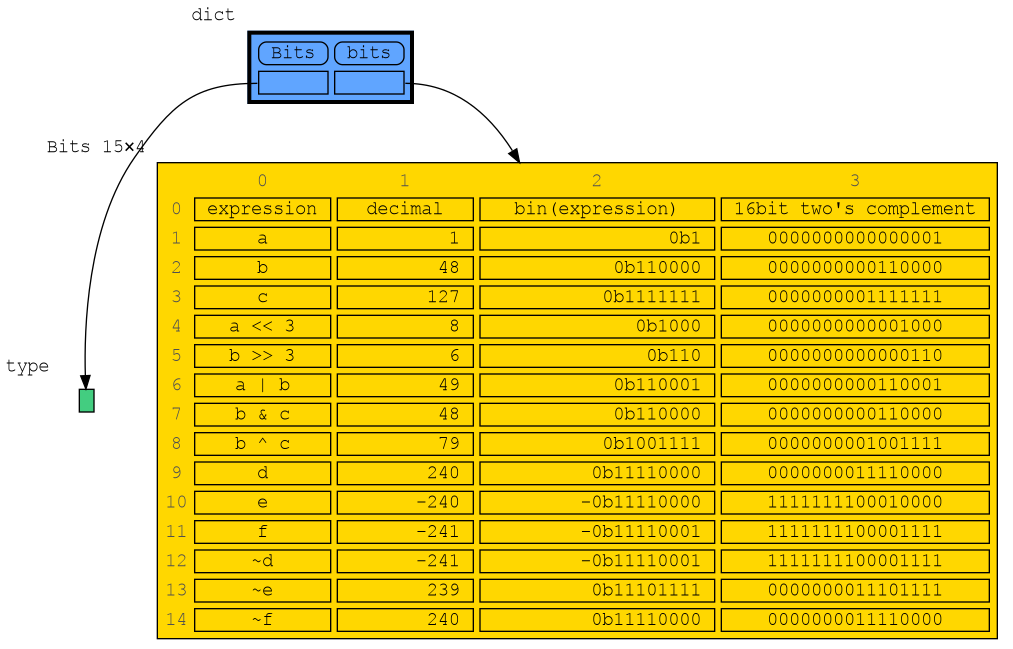 dict
Bits bits
Bits 15×4
0 1 2 3
0 expression decimal bin(expression) 16bit two's complement
1 a 1 0b1 0000000000000001
2 b 48 0b110000 0000000000110000
3 c 127 0b1111111 0000000001111111
4 a << 3 8 0b1000 0000000000001000
5 b >> 3 6 0b110 0000000000000110
type
6 a | b 49 0b110001 0000000000110001
7 b & c 48 0b110000 0000000000110000
8 b ^ c 79 0b1001111 0000000001001111
9 d 240 0b11110000 0000000011110000
10 e -240 -0b11110000 1111111100010000
11 f -241 -0b11110001 1111111100001111
12 ~d -241 -0b11110001 1111111100001111
13 ~e 239 0b11101111 0000000011101111
14 ~f 240 0b11110000 0000000011110000